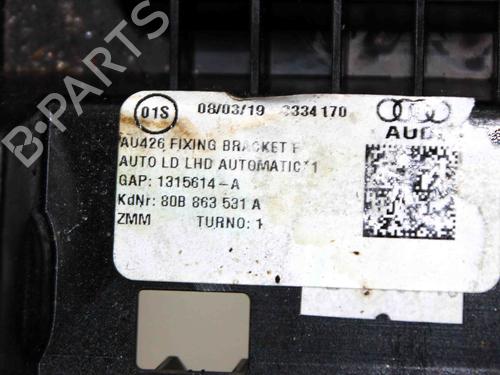 B-PARTS
01S 08/03/19 3334170
AUDI
AU426 FIXING BRACKET F
AUTO LD LHD AUTOMATIC*1
GAP: 1315614-A
KdNr: 80B 863 531 A
ZMM TURNO: 1
B-PARTS